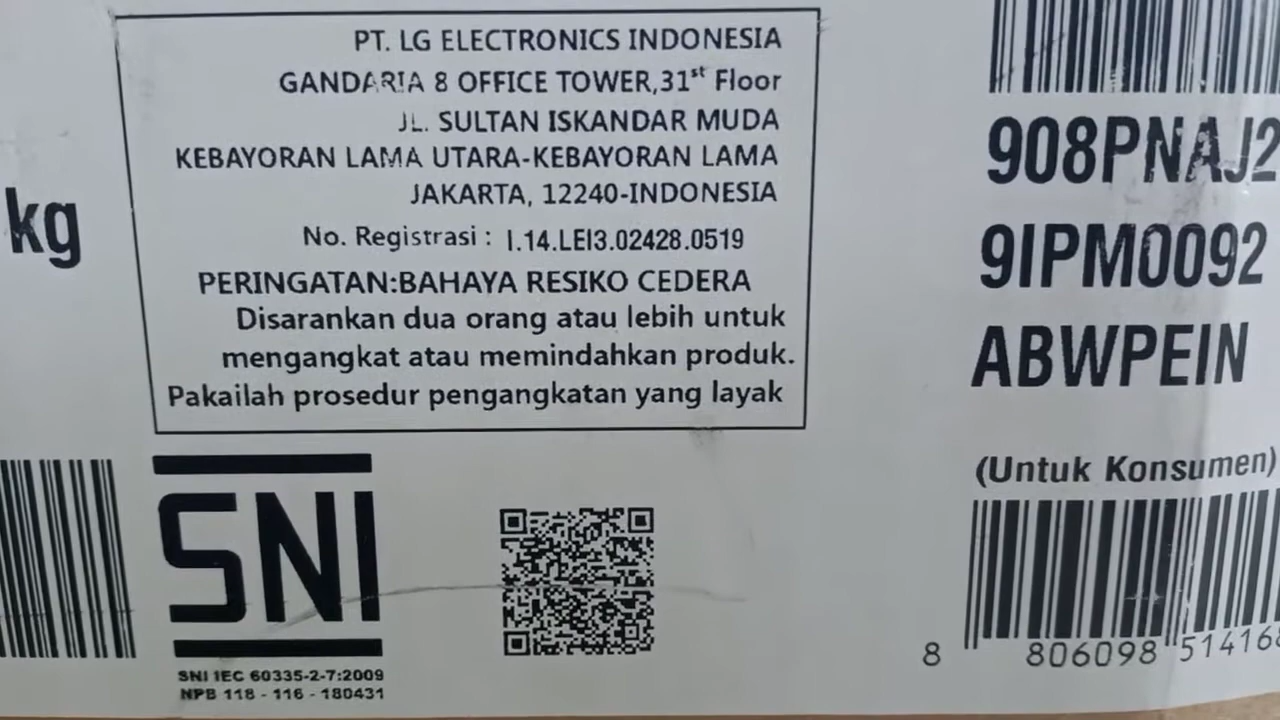 PT. LG ELECTRONICS INDONESIA
GANDARIA 8 OFFICE TOWER,31st Floor
JL. SULTAN ISKANDAR MUDA
KEBAYORAN LAMA UTARA-KEBAYORAN LAMA
JAKARTA, 12240-INDONESIA
No. Registrasi : I.14.LEI3.02428.0519
PERINGATAN:BAHAYA RESIKO CEDERA
Disarankan dua orang atau lebih untuk
mengangkat atau memindahkan produk.
Pakailah prosedur pengangkatan yang layak
kg
SNI
SNI IEC 60335-2-7:2009
NPB 118 - 116 - 180431
908PNAJ2
9IPM0092
ABWPEIN
(Untuk Konsumen)
8 806098 514168